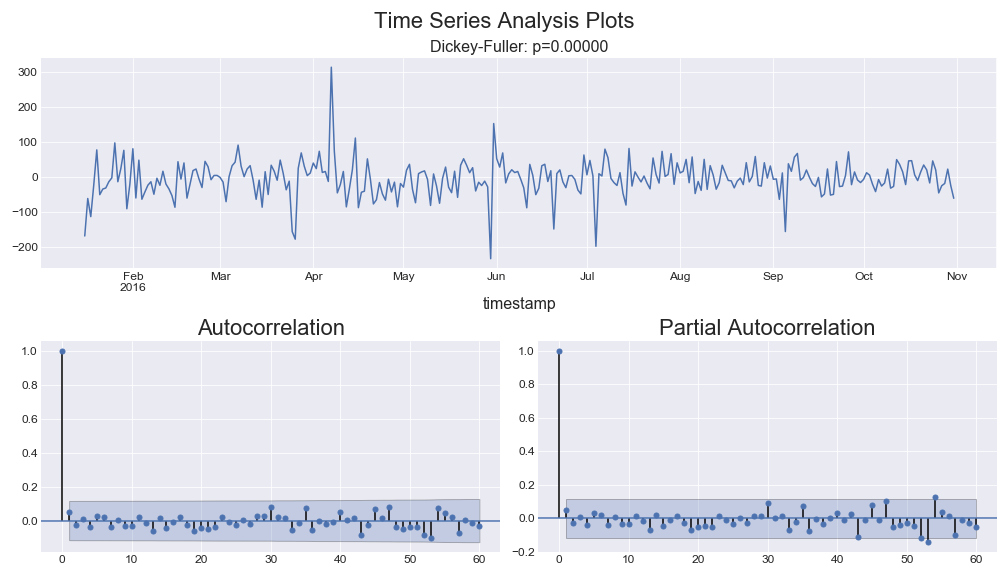 Time Series Analysis Plots
Dickey-Fuller: p=0.00000
300
200
100
0
−100
−200
Feb Mar Apr May Jun Jul Aug Sep Oct Nov
2016
timestamp
Autocorrelation
1.0
0.8
0.6
0.4
0.2
0.0
0 10 20 30 40 50 60
Partial Autocorrelation
1.0
0.8
0.6
0.4
0.2
0.0
−0.2
0 10 20 30 40 50 60